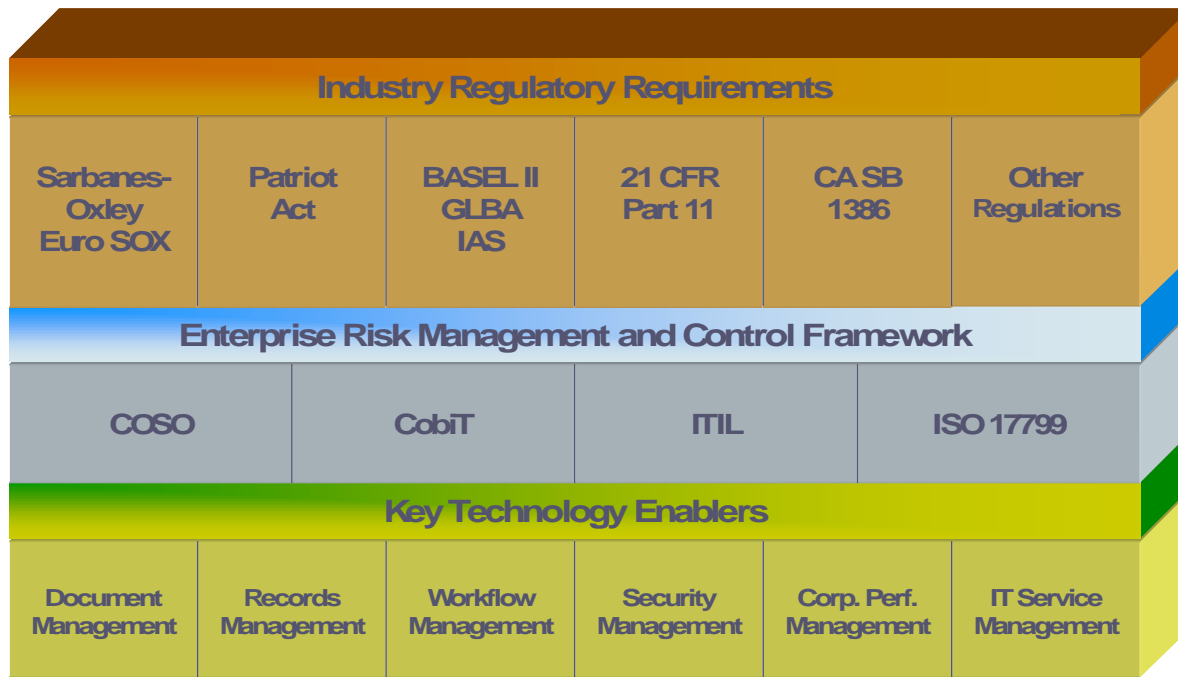 Industry Regulatory Requirements
Sarbanes-
Oxley
Euro SOX
Patriot
Act
BASEL II
GLBA
IAS
21 CFR
Part 11
CA SB
1386
Other
Regulations
Enterprise Risk Management and Control Framework
COSO
CobiT
ITIL
ISO 17799
Key Technology Enablers
Document
Management
Records
Management
Workflow
Management
Security
Management
Corp. Perf.
Management
IT Service
Management